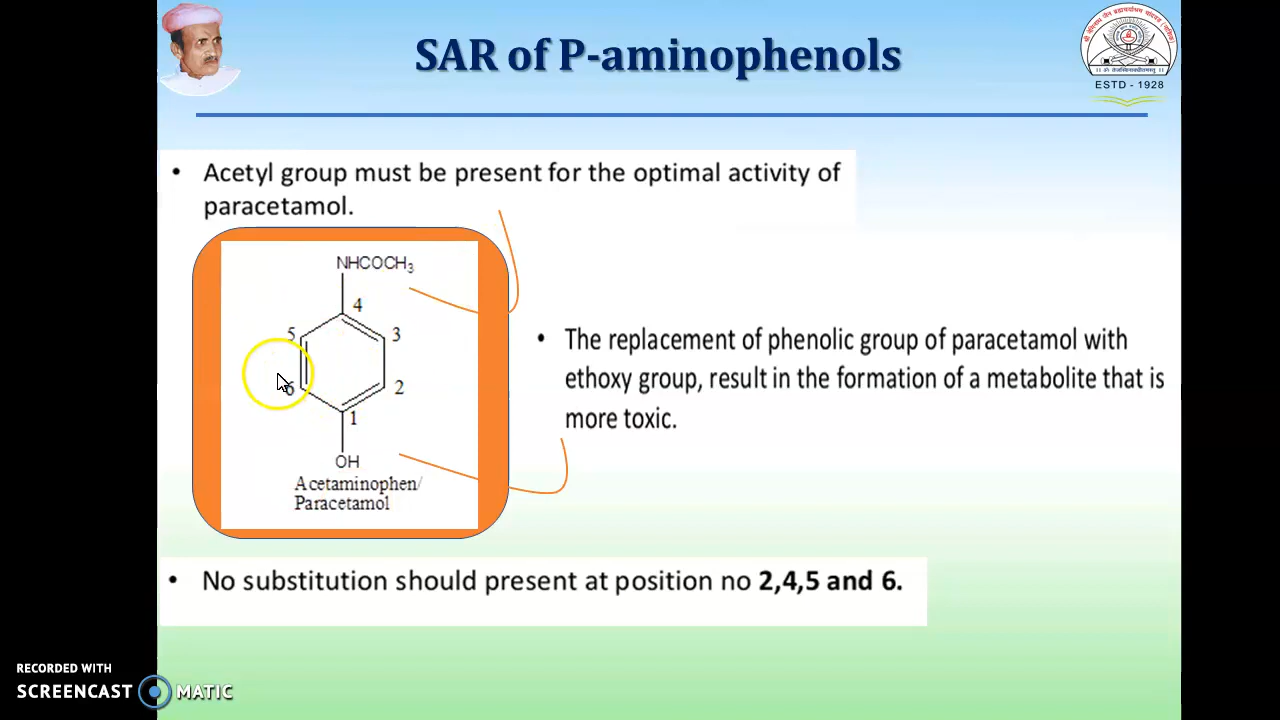 SAR of P-aminophenols
ESTD - 1928
• Acetyl group must be present for the optimal activity of
paracetamol.
NHCOCH3
4
5
3
6
2
1
OH
Acetaminophen/
Paracetamol
• The replacement of phenolic group of paracetamol with
ethoxy group, result in the formation of a metabolite that is
more toxic.
• No substitution should present at position no 2,4,5 and 6.
RECORDED WITH
SCREENCAST MATIC